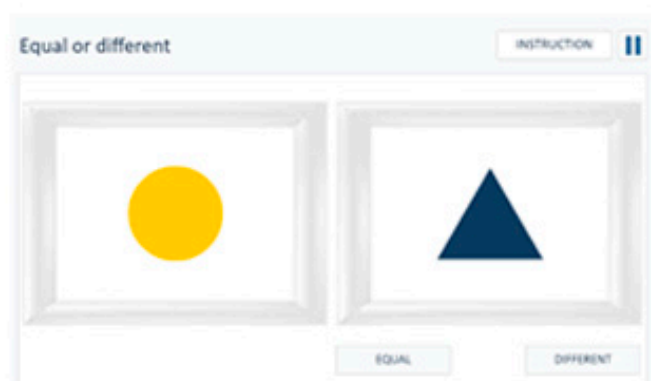 Equal or different
INSTRUCTION
EQUAL
DIFFERENT